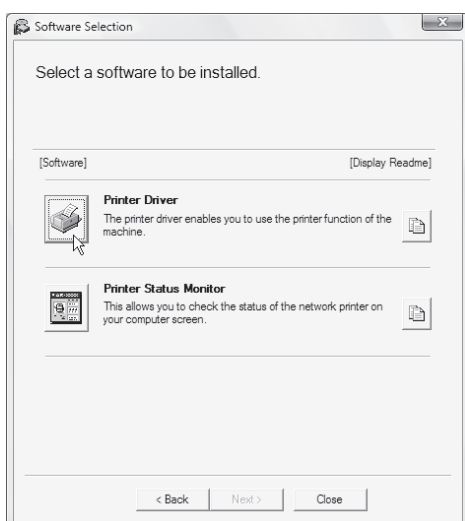 Software Selection
Select a software to be installed.
[Software] [Display Readme]
Printer Driver
The printer driver enables you to use the printer function of the
machine.
Printer Status Monitor
This allows you to check the status of the network printer on
your computer screen.
< Back Next > Close